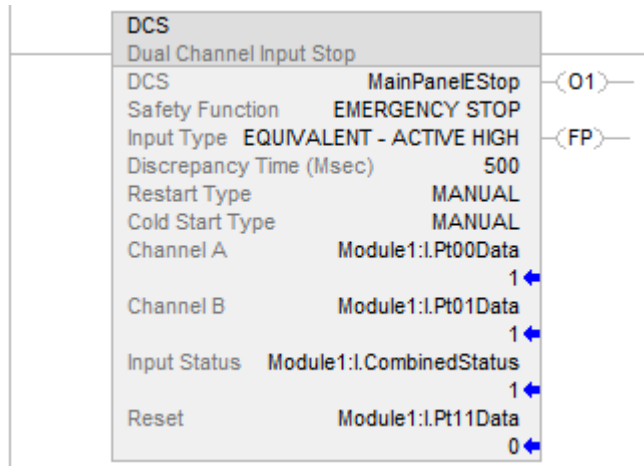 DCS
Dual Channel Input Stop
DCS MainPanelEStop O1
Safety Function EMERGENCY STOP
Input Type EQUIVALENT - ACTIVE HIGH FP
Discrepancy Time (Msec) 500
Restart Type MANUAL
Cold Start Type MANUAL
Channel A Module1:I.Pt00Data
1
Channel B Module1:I.Pt01Data
1
Input Status Module1:I.CombinedStatus
1
Reset Module1:I.Pt11Data
0